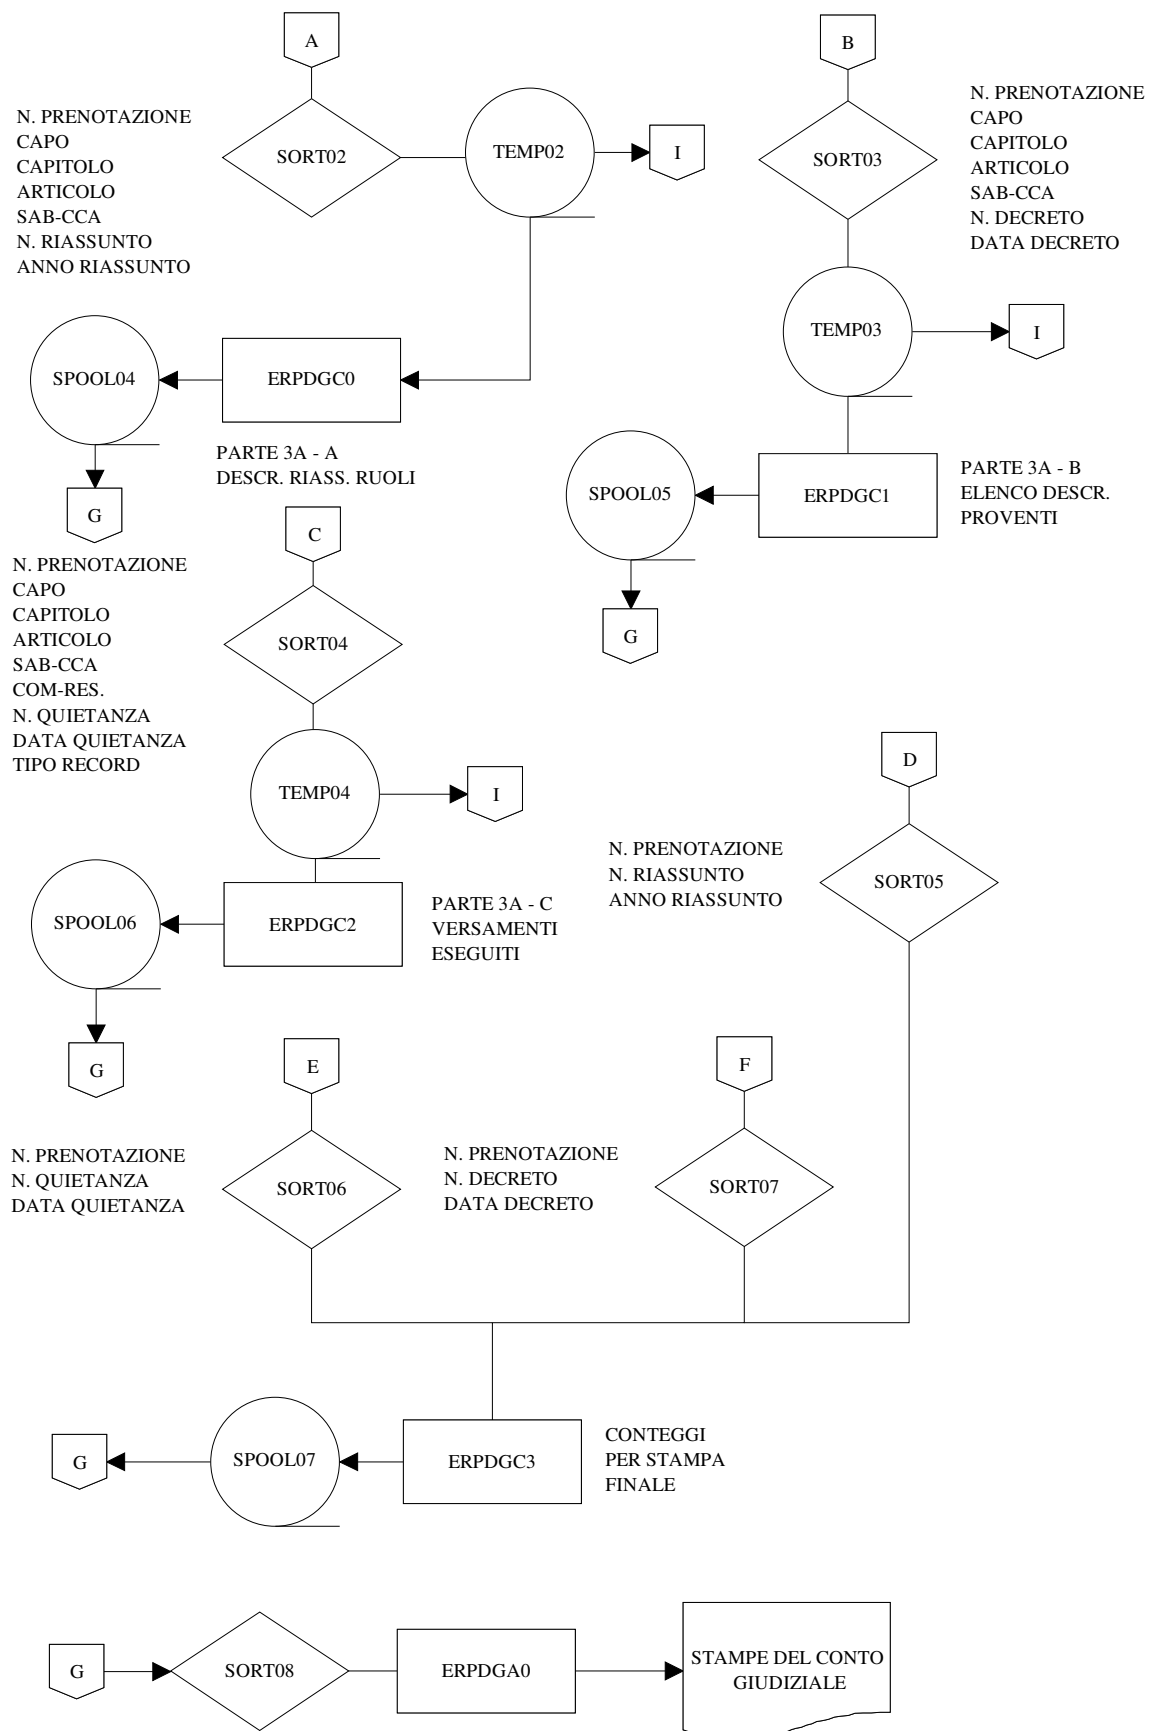 A
N. PRENOTAZIONE
CAPO
CAPITOLO
ARTICOLO
SAB-CCA
N. RIASSUNTO
ANNO RIASSUNTO
SORT02
TEMP02
I
B
SORT03
N. PRENOTAZIONE
CAPO
CAPITOLO
ARTICOLO
SAB-CCA
N. DECRETO
DATA DECRETO
TEMP03
I
SPOOL04
ERPDGC0
PARTE 3A - A
DESCR. RIASS. RUOLI
G
SPOOL05
ERPDGC1
PARTE 3A - B
ELENCO DESCR.
PROVENTI
G
C
N. PRENOTAZIONE
CAPO
CAPITOLO
ARTICOLO
SAB-CCA
COM-RES.
N. QUIETANZA
DATA QUIETANZA
TIPO RECORD
SORT04
TEMP04
I
D
N. PRENOTAZIONE
N. RIASSUNTO
ANNO RIASSUNTO
SORT05
SPOOL06
ERPDGC2
PARTE 3A - C
VERSAMENTI
ESEGUITI
G
E
F
N. PRENOTAZIONE
N. QUIETANZA
DATA QUIETANZA
SORT06
N. PRENOTAZIONE
N. DECRETO
DATA DECRETO
SORT07
G
SPOOL07
ERPDGC3
CONTEGGI
PER STAMPA
FINALE
G
SORT08
ERPDGA0
STAMPE DEL CONTO
GIUDIZIALE